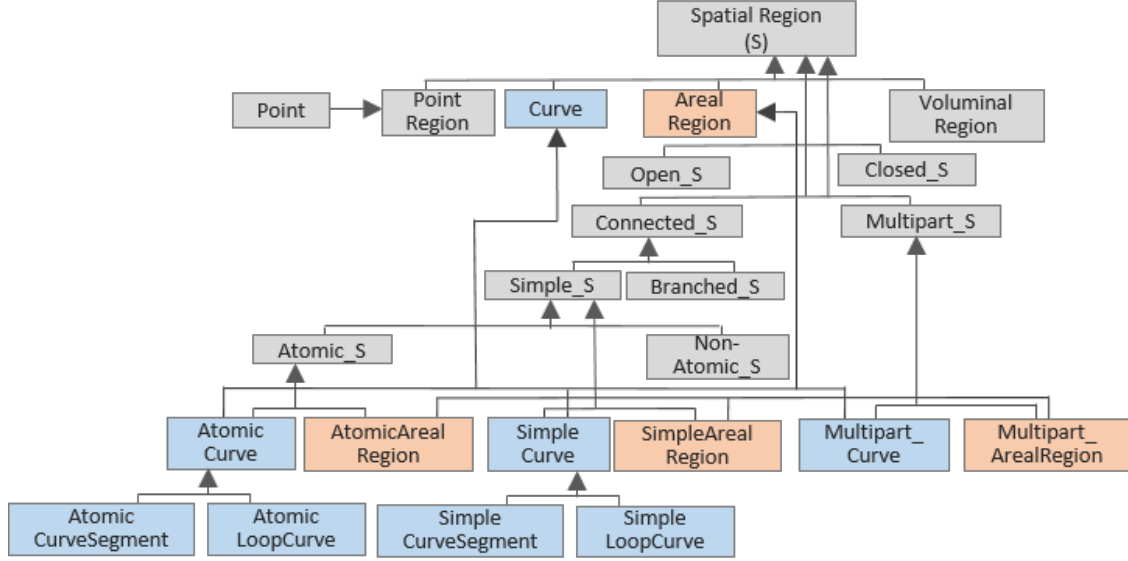 Spatial Region
(S)
Point
Point
Region
Curve
Areal
Region
Voluminal
Region
Open_S
Closed_S
Connected_S
Multipart_S
Simple_S
Branched_S
Atomic_S
Non-
Atomic_S
Atomic
Curve
AtomicAreal
Region
Simple
Curve
SimpleAreal
Region
Multipart_
Curve
Multipart_
ArealRegion
Atomic
CurveSegment
Atomic
LoopCurve
Simple
CurveSegment
Simple
LoopCurve